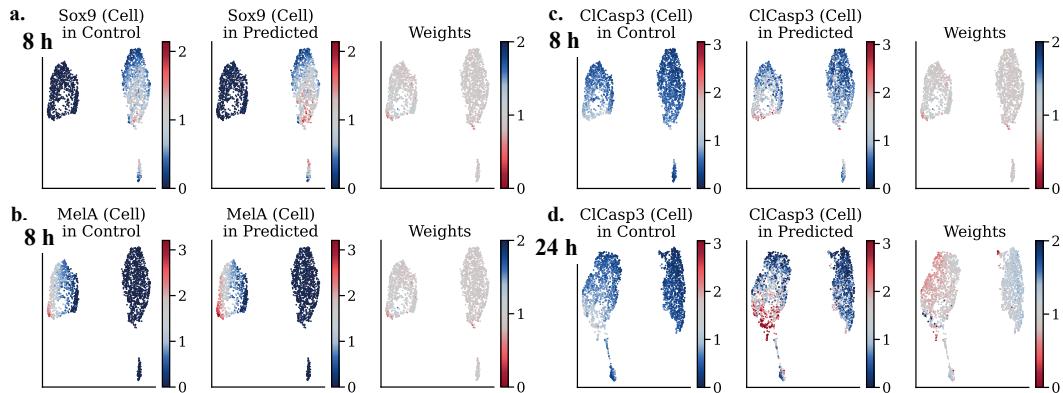 a.
8 h
Sox9 (Cell)
in Control
2
1
0
Sox9 (Cell)
in Predicted
2
1
0
Weights
2
1
0
b.
8 h
MelA (Cell)
in Control
3
2
1
0
MelA (Cell)
in Predicted
3
2
1
0
Weights
2
1
0
c.
8 h
ClCasp3 (Cell)
in Control
3
2
1
0
ClCasp3 (Cell)
in Predicted
3
2
1
0
Weights
2
1
0
d.
24 h
ClCasp3 (Cell)
in Control
3
2
1
0
ClCasp3 (Cell)
in Predicted
3
2
1
0
Weights
2
1
0